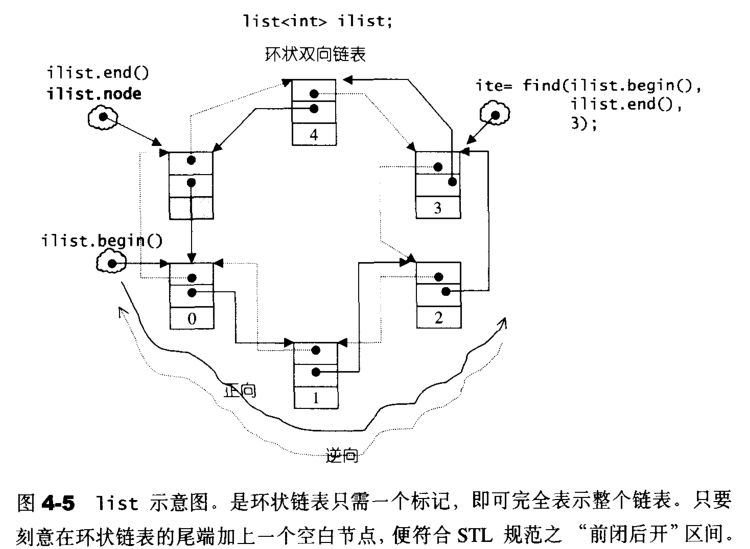 list<int> ilist;
环状双向链表
ilist.end()
ilist.node
ite= find(ilist.begin(),
ilist.end(),
3);
4
3
ilist.begin()
0
2
1
正向
逆向
图 4-5 list 示意图。是环状链表只需一个标记，即可完全表示整个链表。只要
刻意在环状链表的尾端加上一个空白节点，便符合 STL 规范之 “前闭后开”区间。